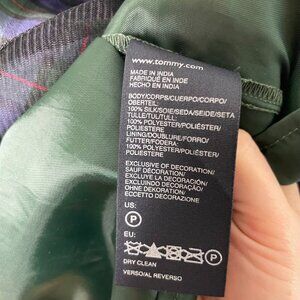 www.tommy.com
MADE IN INDIA
FABRIQUÉ EN INDE
HECHO EN INDIA
BODY/CORPS/CUERPO/CORPO/
OBERTEIL:
100% SILK/SOIE/SEDA/SEIDE/SETA
TULLE/TUL/TULL:
100% POLYESTER/POLIÉSTER/
POLIESTERE
LINING/DOUBLURE/FORRO/
FUTTER/FODERA:
100% POLYESTER/POLIÉSTER/
POLIESTERE
EXCLUSIVE OF DECORATION/
SAUF DÉCORATION/
EXCLUYE LA DECORACIÓN/
EXCLUINDO DECORAÇÃO/
OHNE DEKORATION/
ECCETTO DECORAZIONE
US:
P
EU:
P
DRY CLEAN
VERSO/AL REVERSO